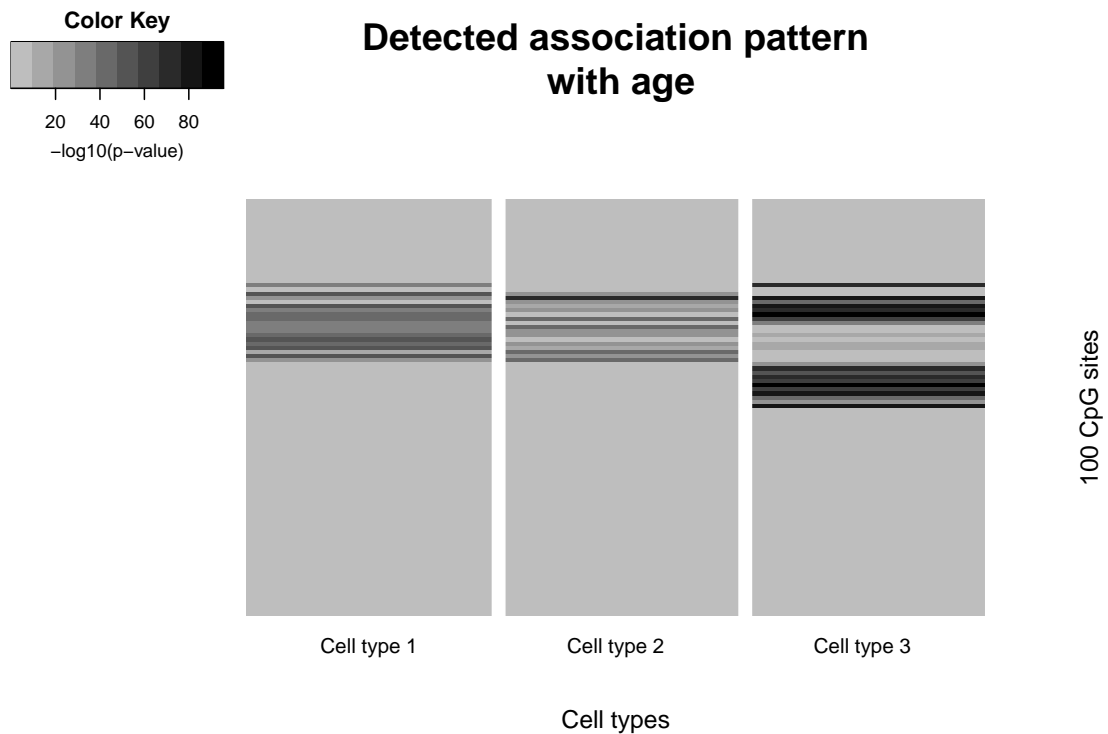 Color Key
20 40 60 80
−log10(p−value)
Detected association pattern
with age
100 CpG sites
Cell type 1
Cell type 2
Cell type 3
Cell types